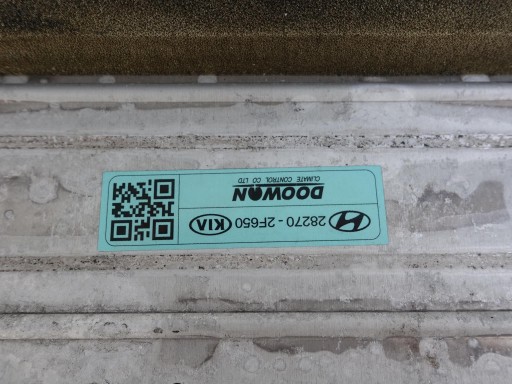 28270 - 2F650 KIA
DOOWON
CLIMATE CONTROL CO LTD